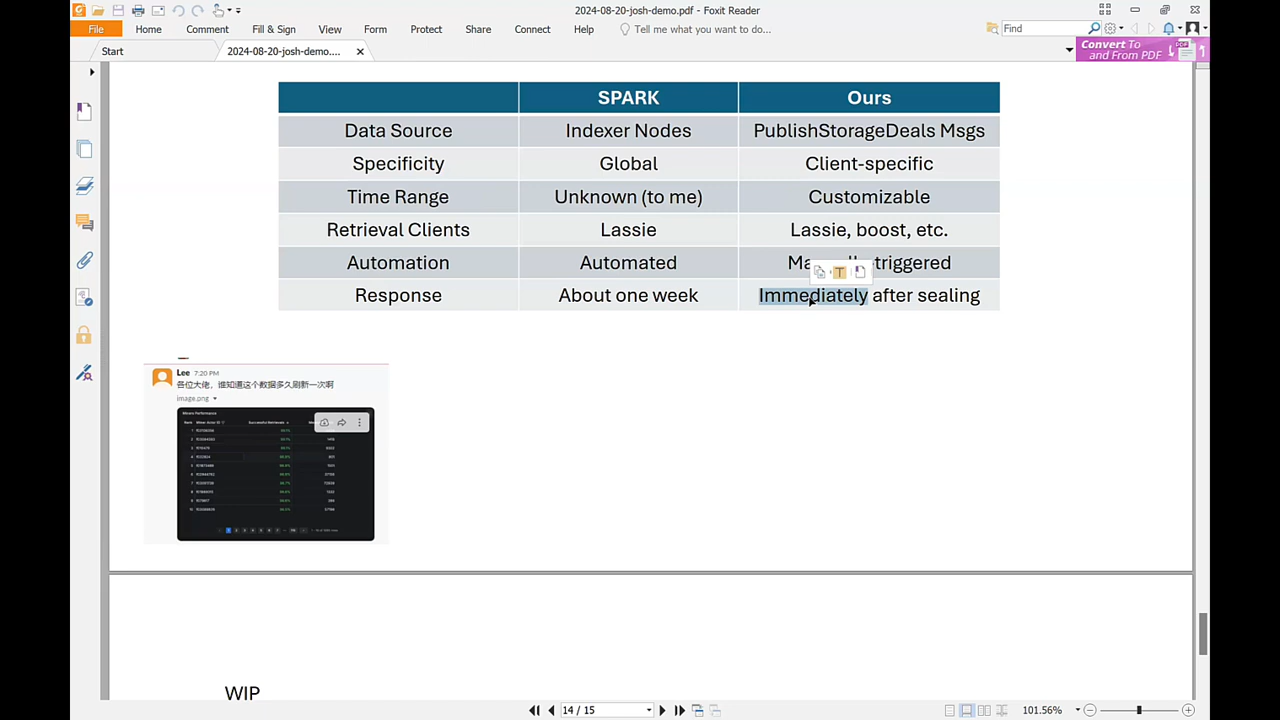 2024-08-20-josh-demo.pdf - Foxit Reader
File Home Comment Fill & Sign View Form Protect Share Connect Help Tell me what you want to do... Find
Start 2024-08-20-josh-demo.... Convert To
and From PDF
SPARK Ours
Data Source Indexer Nodes PublishStorageDeals Msgs
Specificity Global Client-specific
Time Range Unknown (to me) Customizable
Retrieval Clients Lassie Lassie, boost, etc.
Automation Automated triggered
Response About one week Immediately after sealing
Lee 7:20 PM
各位大佬，谁知道这个数据多久刷新一次啊
image.png
Miners Performance
WIP
14 / 15 101.56%